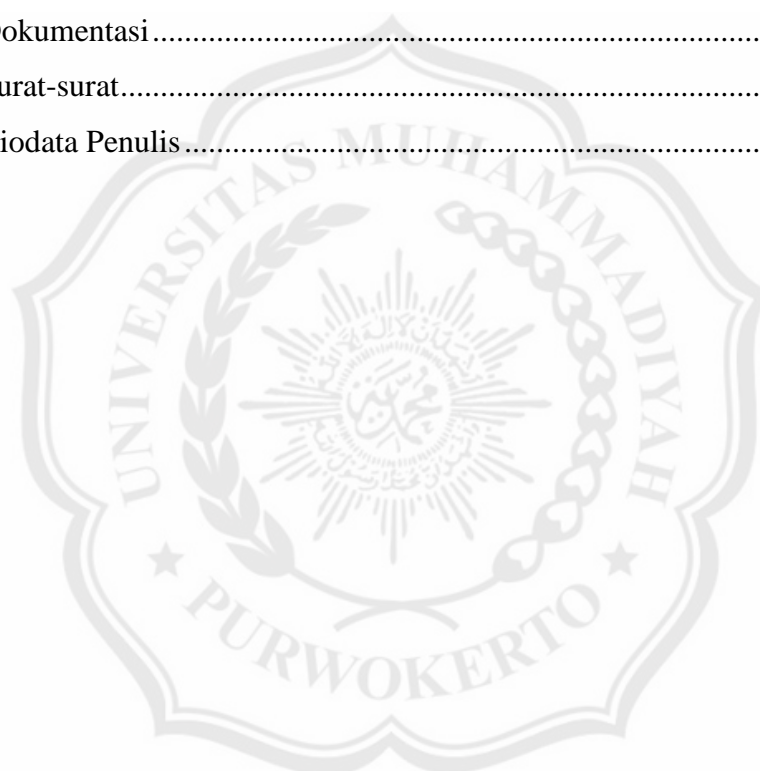 okumentasi........................................................................
urat-surat............................................................................
iodata Penulis.....................................................................
UNIVERSITAS MUHAMMADIYAH
PURWOKERTO